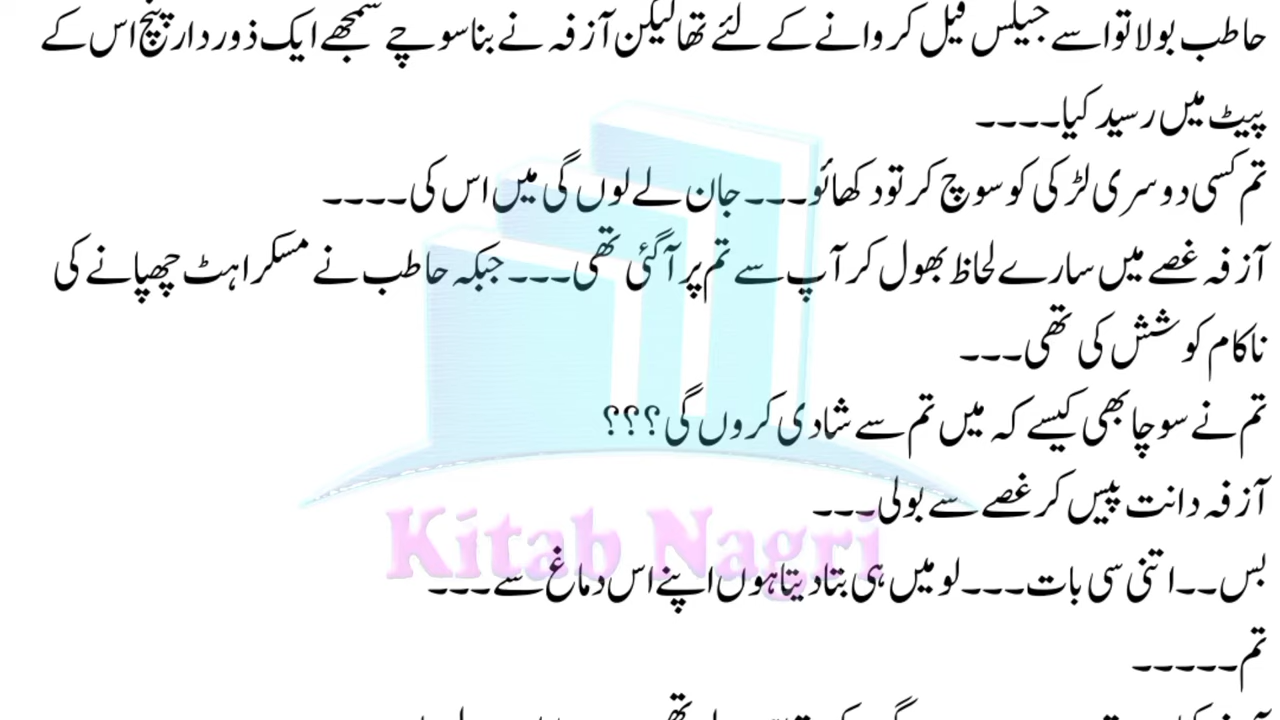 حاطب بولا تو اسے جیلس فیل کروانے کے لئے تھا لیکن آزفہ نے بنا سوچے سمجھے ایک ذوردار پنچ اس کے
پیٹ میں رسید کیا۔۔۔۔
تم کسی دوسری لڑکی کو سوچ کر تو دکھائو۔۔۔ جان لے لوں گی میں اس کی۔۔۔۔
آزفہ غصے میں سارے لحاظ بھول کر آپ سے تم پر آ گئی تھی۔۔۔ جبکہ حاطب نے مسکراہٹ چھپانے کی
ناکام کوشش کی تھی۔۔۔
تم نے سوچا بھی کیسے کہ میں تم سے شادی کروں گی؟؟؟
آزفہ دانت پیس کر غصے سے بولی۔۔۔
Kitab Nagri
بس۔۔ اتنی سی بات۔۔۔ لو میں ہی بتا دیتا ہوں اپنے اس دماغ سے۔۔۔
تم۔۔۔۔۔